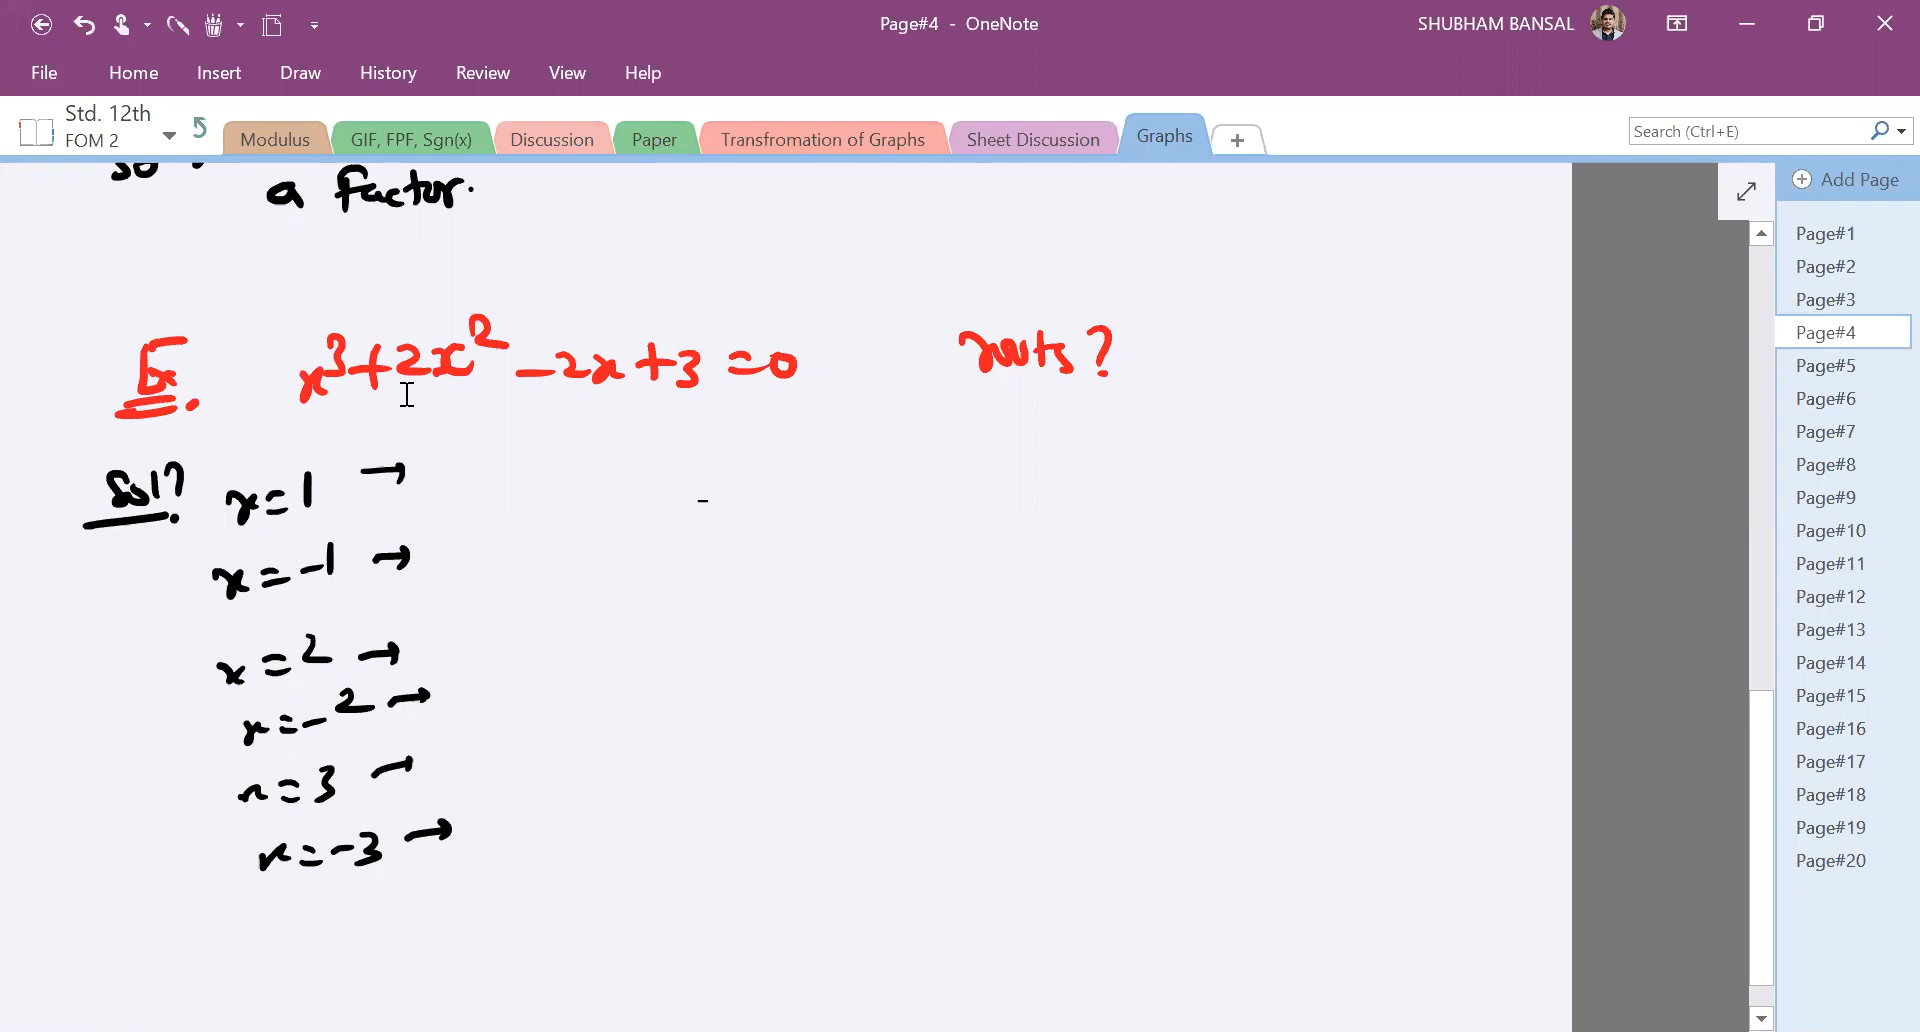 Page#4 - OneNote
SHUBHAM BANSAL
File Home Insert Draw History Review View Help
Std. 12th
FOM 2
Modulus GIF, FPF, Sgn(x) Discussion Paper Transfromation of Graphs Sheet Discussion Graphs +
Search (Ctrl+E)
a factor.
Ex. x³+2x²-2x+3=0 roots?
Sol? x=1 →
x=-1 →
x=2 →
x=-2 →
x=3 →
x=-3 →
Add Page
Page#1
Page#2
Page#3
Page#4
Page#5
Page#6
Page#7
Page#8
Page#9
Page#10
Page#11
Page#12
Page#13
Page#14
Page#15
Page#16
Page#17
Page#18
Page#19
Page#20